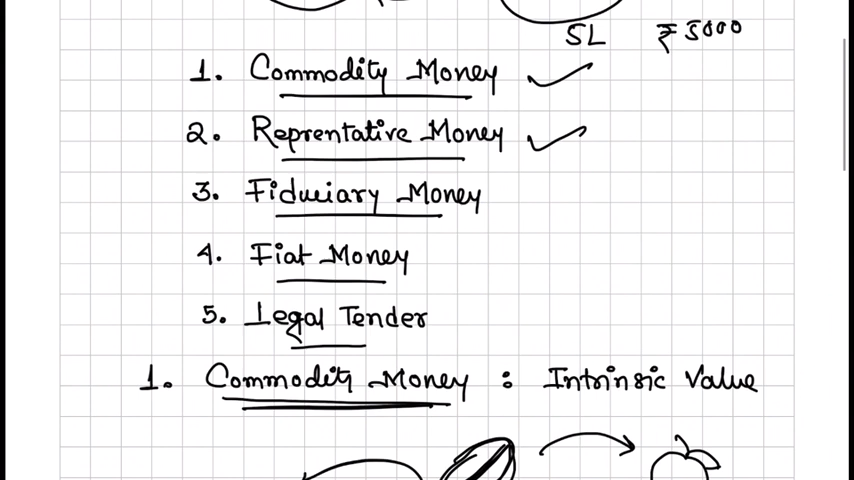 SL ₹ 5000
1. Commodity Money
2. Reprentative Money
3. Fiduciary Money
4. Fiat Money
5. Legal Tender
1. Commodity Money : Intrinsic Value